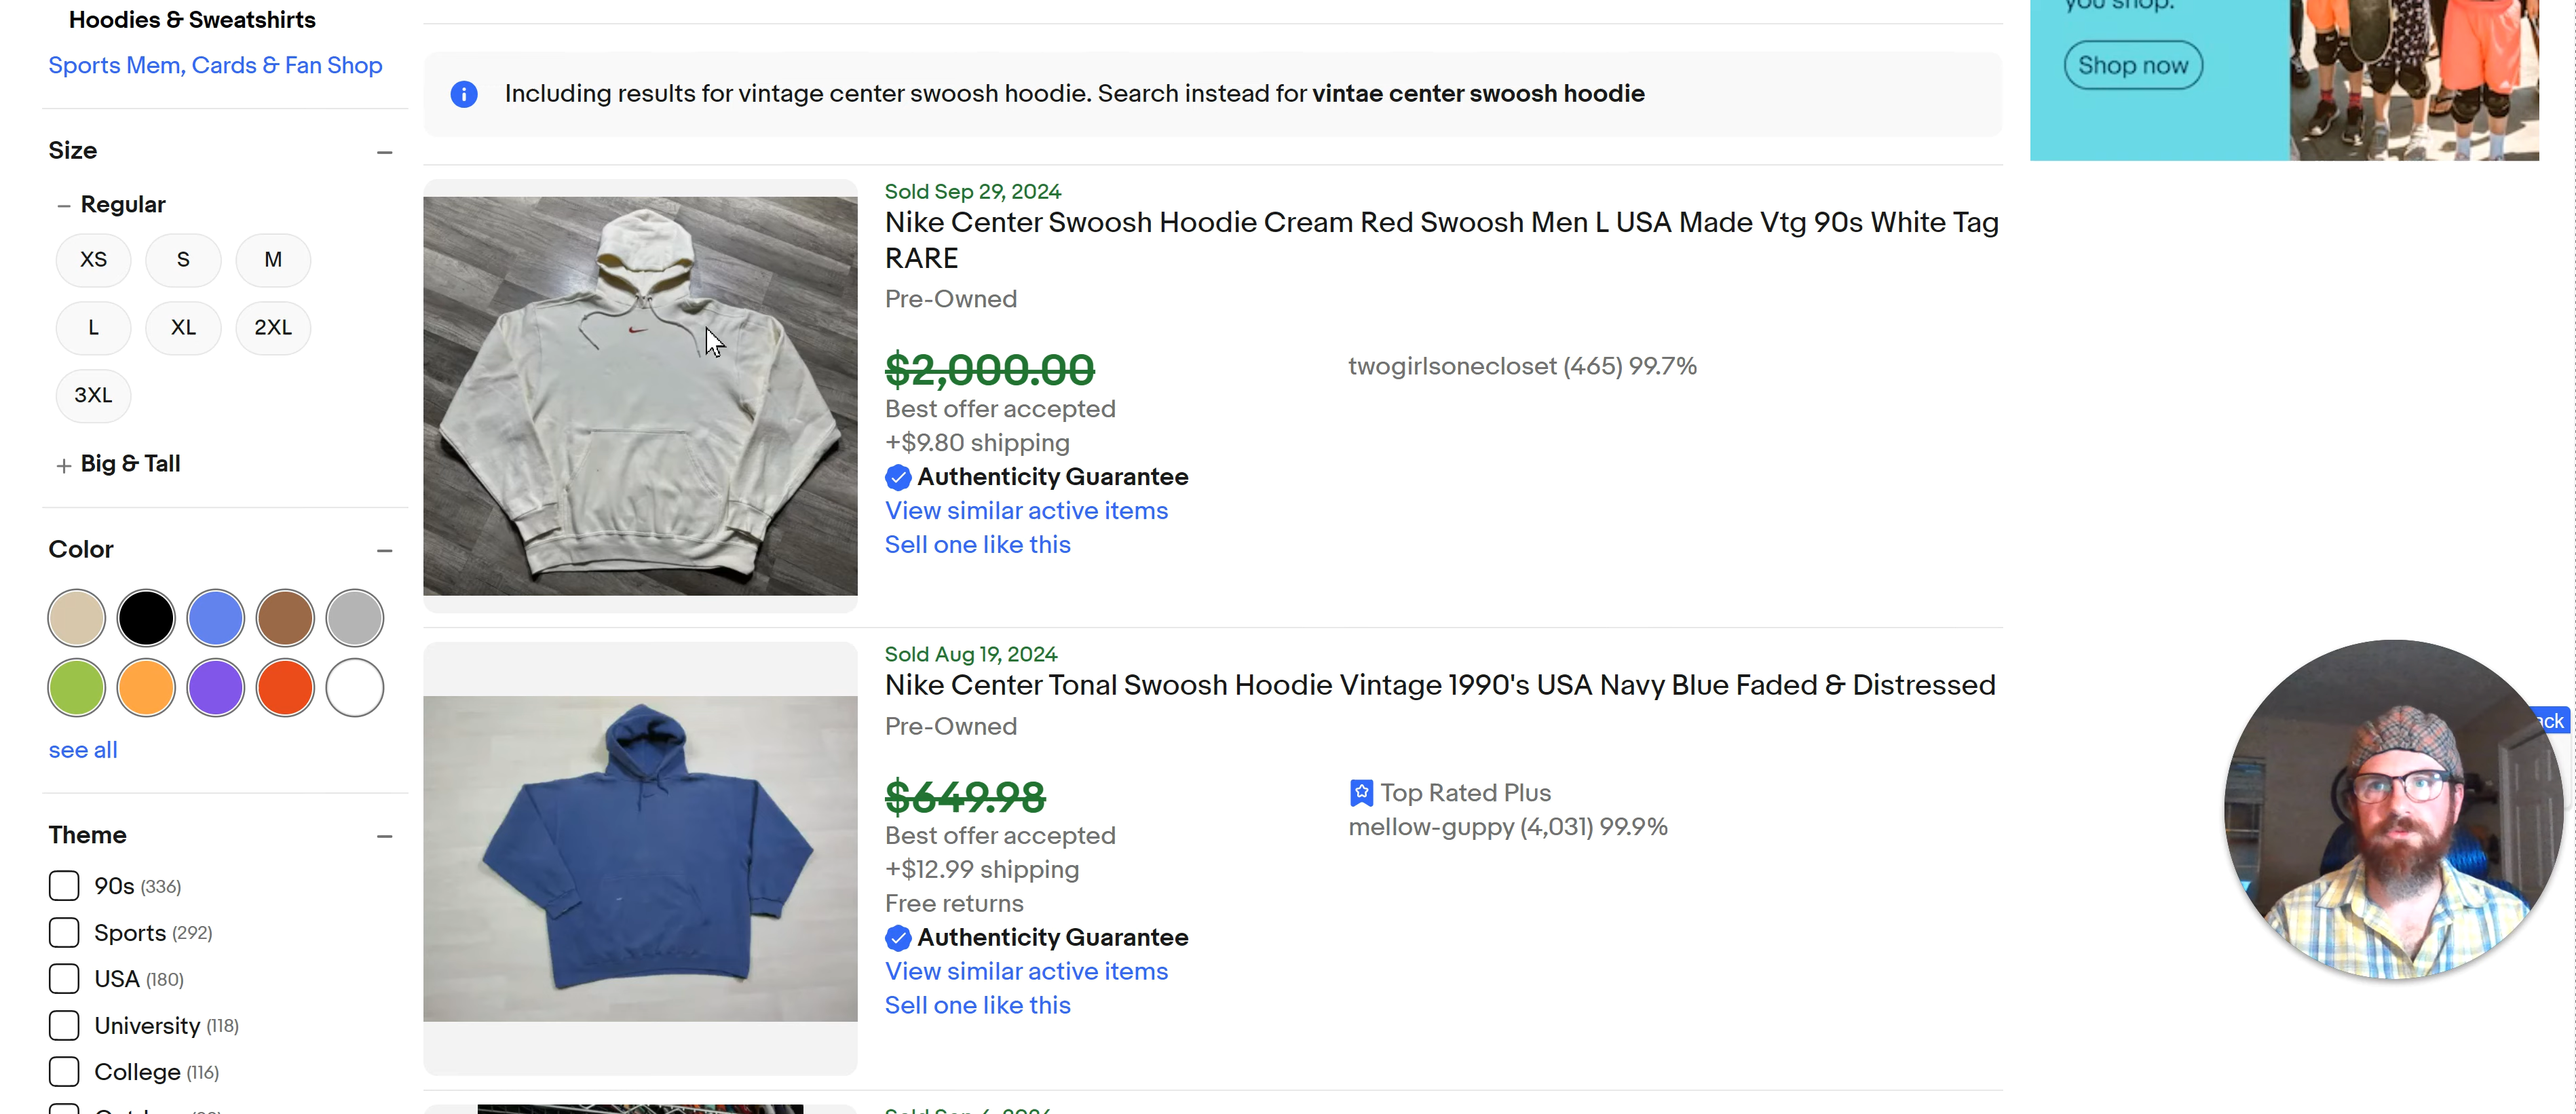 Hoodies & Sweatshirts
Sports Mem, Cards & Fan Shop
Size
Regular
XS S M
L XL 2XL
3XL
Big & Tall
Color
see all
Theme
90s (336)
Sports (292)
USA (180)
University (118)
College (116)
Including results for vintage center swoosh hoodie. Search instead for vintae center swoosh hoodie
Sold Sep 29, 2024
Nike Center Swoosh Hoodie Cream Red Swoosh Men L USA Made Vtg 90s White Tag
RARE
Pre-Owned
$2,000.00
Best offer accepted
+$9.80 shipping
Authenticity Guarantee
View similar active items
Sell one like this
twogirlsonecloset (465) 99.7%
Sold Aug 19, 2024
Nike Center Tonal Swoosh Hoodie Vintage 1990's USA Navy Blue Faded & Distressed
Pre-Owned
$649.98
Best offer accepted
+$12.99 shipping
Free returns
Authenticity Guarantee
View similar active items
Sell one like this
Top Rated Plus
mellow-guppy (4,031) 99.9%
you shop.
Shop now